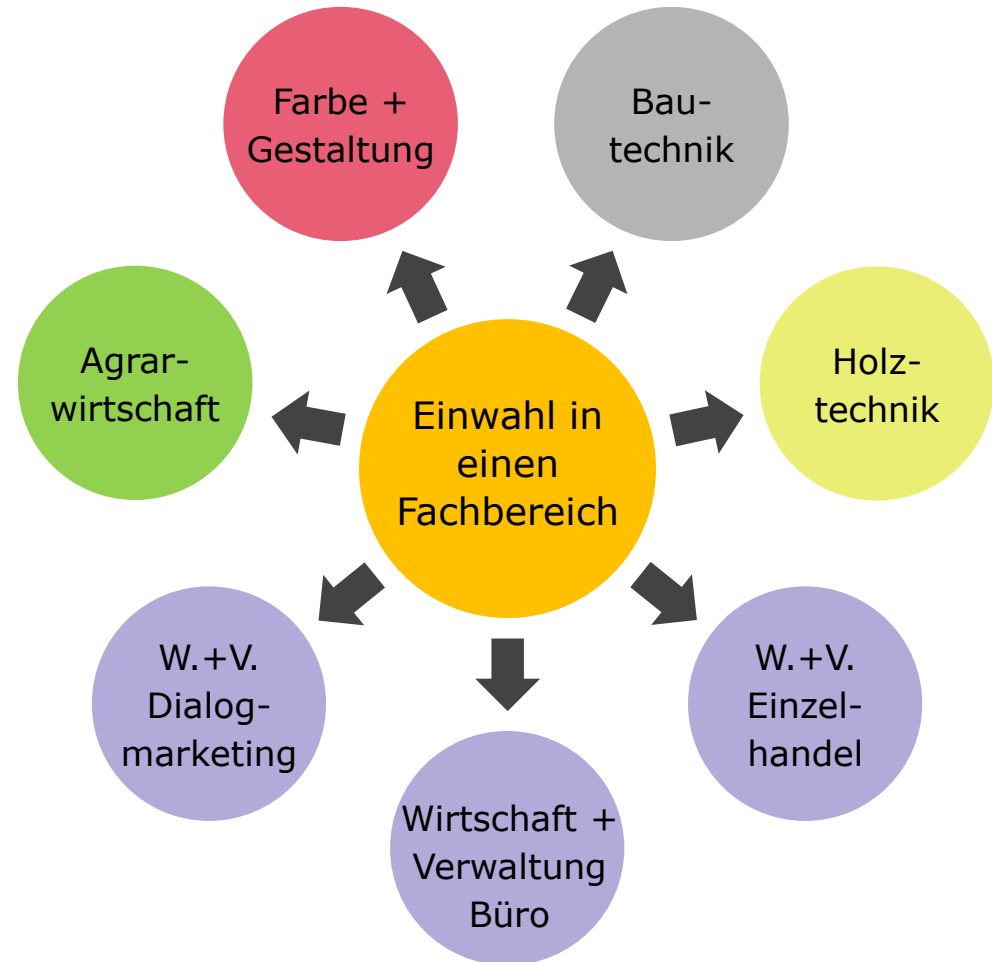 Farbe +
Gestaltung
Bau-
technik
Agrar-
wirtschaft
Holz-
technik
Einwahl in
einen
Fachbereich
W.+V.
Dialog-
marketing
W.+V.
Einzel-
handel
Wirtschaft +
Verwaltung
Büro